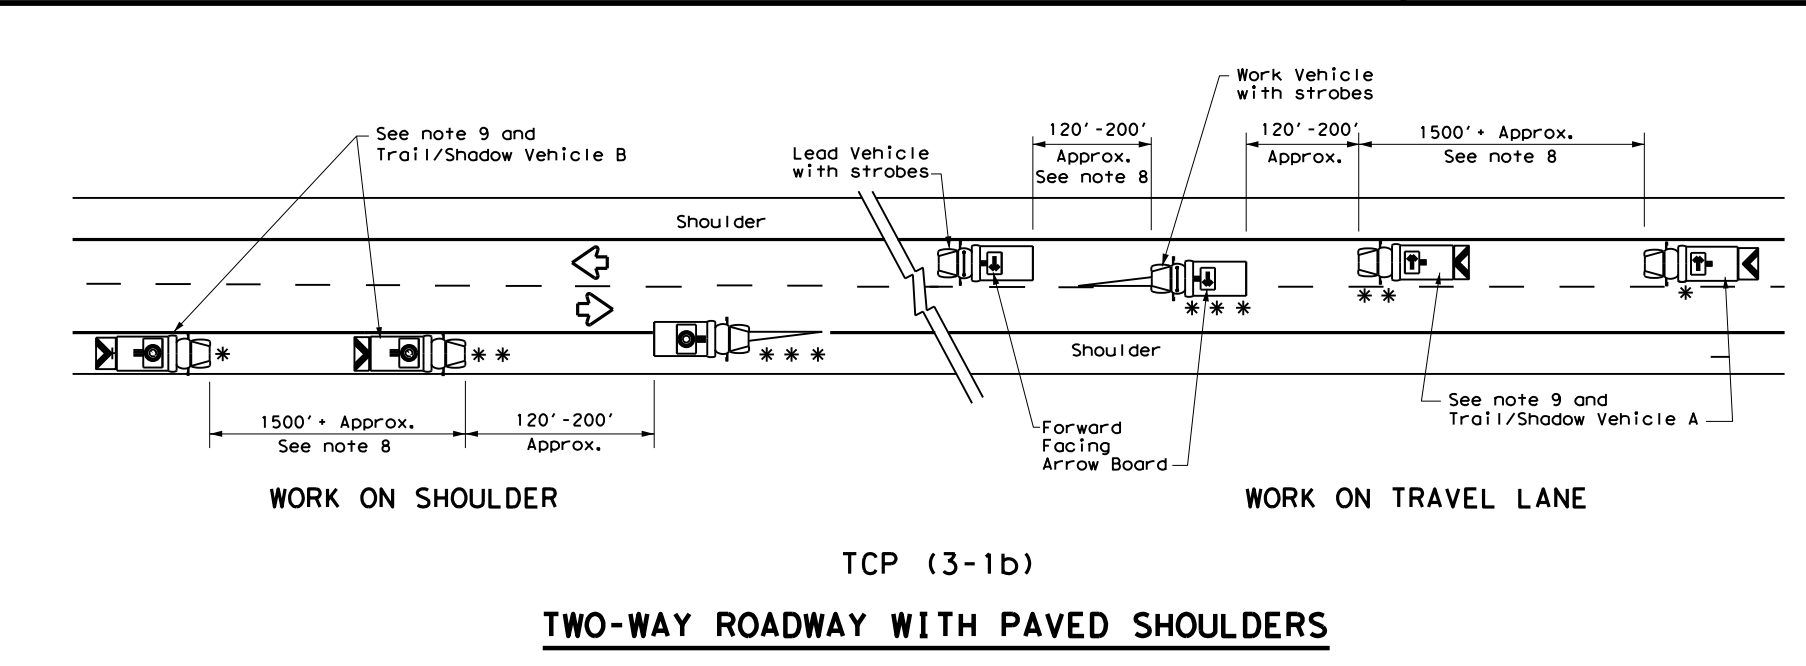 Work Vehicle
with strobes
See note 9 and
Trail/Shadow Vehicle B
120'-200'
Approx.
See note 8
120'-200'
Approx.
1500'+ Approx.
See note 8
Lead Vehicle
with strobes
Shoulder
Shoulder
* 
* *
* * *
* * *
* *
*
1500'+ Approx.
See note 8
120'-200'
Approx.
Forward
Facing
Arrow Board
See note 9 and
Trail/Shadow Vehicle A
WORK ON SHOULDER
WORK ON TRAVEL LANE
TCP (3-1b)
TWO-WAY ROADWAY WITH PAVED SHOULDERS